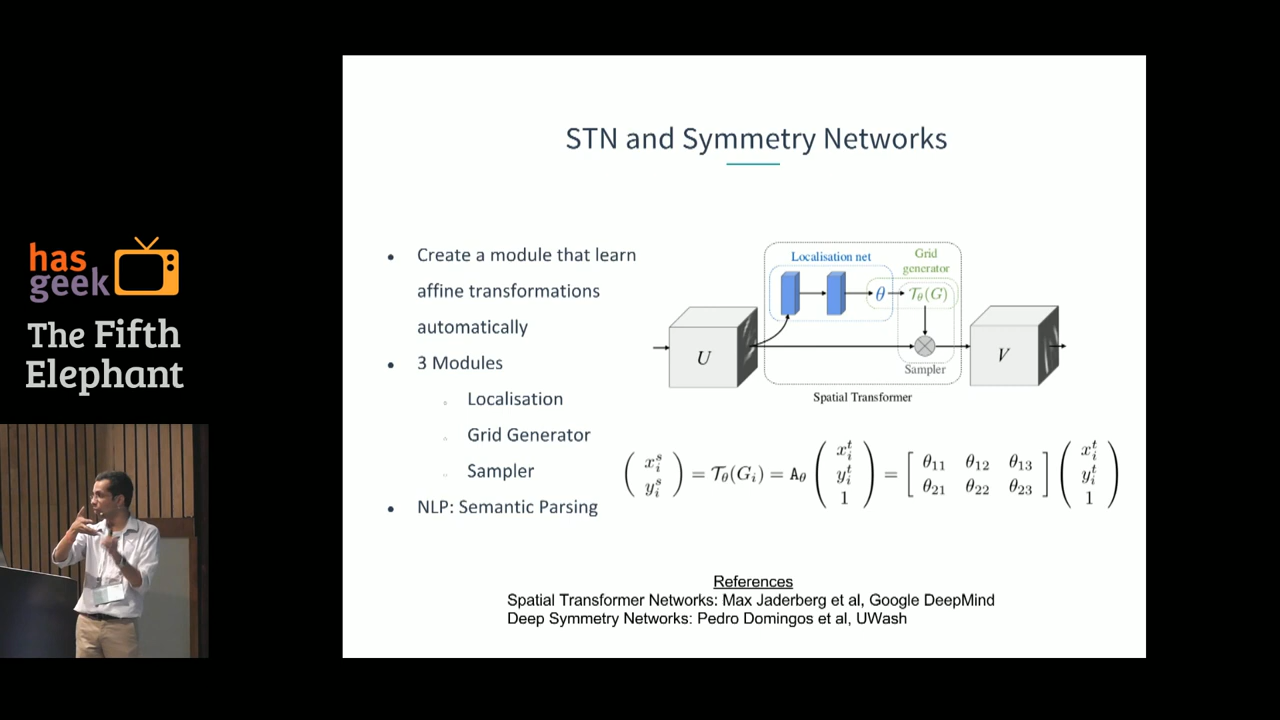 has
geek
The Fifth
Elephant
STN and Symmetry Networks
Create a module that learn
affine transformations
automatically
3 Modules
Localisation
Grid Generator
Sampler
NLP: Semantic Parsing
Localisation net
Grid
generator
θ
𝒯θ(G)
U
V
Sampler
Spatial Transformer
( xᵢˢ yᵢˢ ) = 𝒯θ(Gᵢ) = Aθ ( xᵢᵗ yᵢᵗ 1 ) = [ θ11 θ12 θ13 θ21 θ22 θ23 ] ( xᵢᵗ yᵢᵗ 1 )
References
Spatial Transformer Networks: Max Jaderberg et al, Google DeepMind
Deep Symmetry Networks: Pedro Domingos et al, UWash